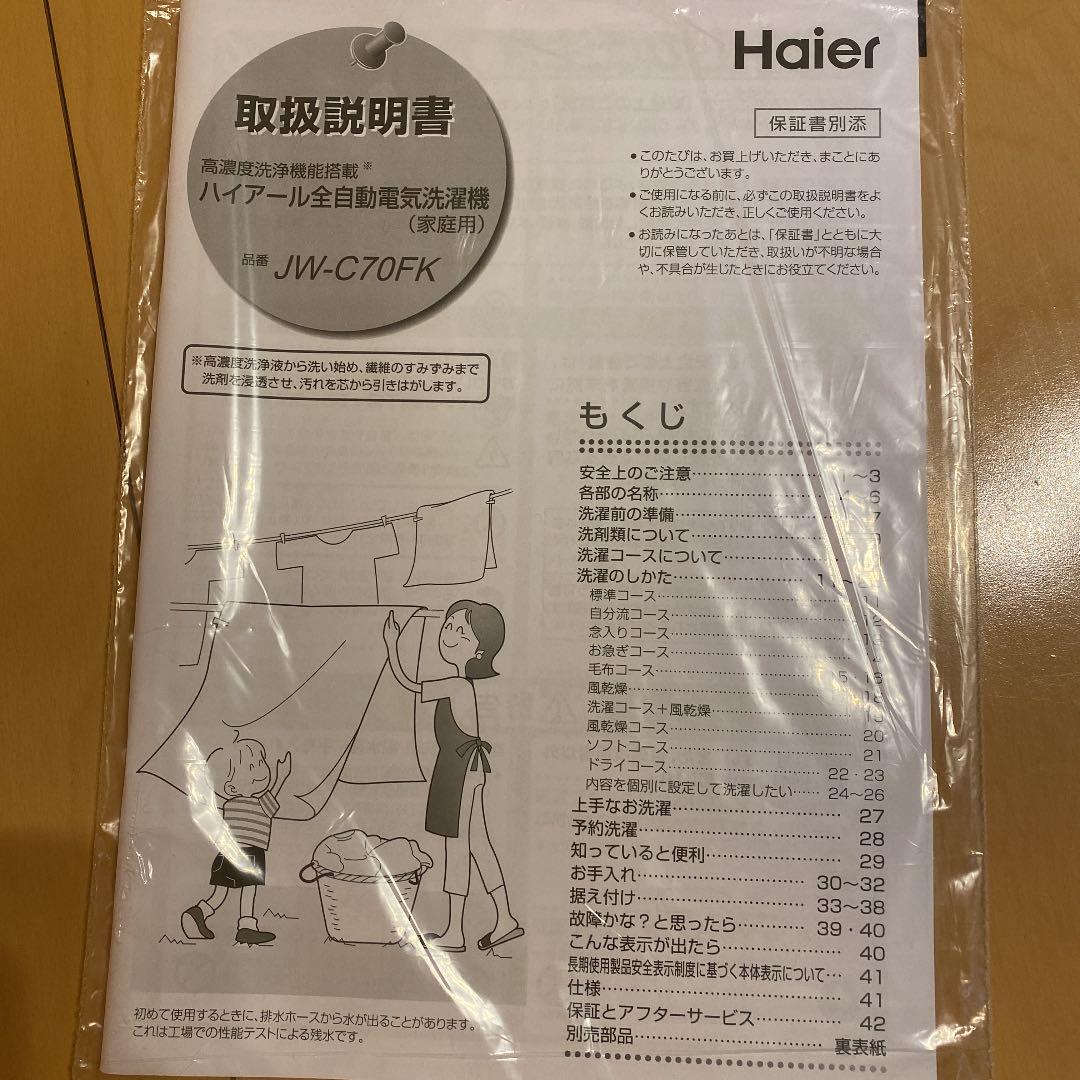 Haier
取扱説明書
高濃度洗浄機能搭載※
ハイアール全自動電気洗濯機
(家庭用)
品番 JW-C70FK
保証書別添
●このたびは、お買上げいただき、まことにあ
りがとうございます。
●ご使用になる前に、必ずこの取扱説明書をよ
くお読みいただき、正しくご使用ください。
●お読みになったあとは、「保証書」とともに大
切に保管していただき、取扱いが不明な場合
や、不具合が生じたときにお役立てください。
※高濃度洗浄液から洗い始め、繊維のすみずみまで
洗剤を浸透させ、汚れを芯から引きはがします。
もくじ
安全上のご注意……………………1～3
各部の名称……………………6
洗濯前の準備……………………7
洗剤類について……………………
洗濯コースについて……………………
洗濯のしかた……………………
標準コース……………………11
自分流コース……………………12
念入りコース……………………13
お急ぎコース……………………
毛布コース……………………
風乾燥……………………18
洗濯コース＋風乾燥……………………19
風乾燥コース……………………20
ソフトコース……………………21
ドライコース……………………22・23
内容を個別に設定して洗濯したい……24～26
上手なお洗濯……………………27
予約洗濯……………………28
知っていると便利……………………29
お手入れ……………………30～32
据え付け……………………33～38
故障かな？と思ったら……………………39・40
こんな表示が出たら……………………40
長期使用製品安全表示制度に基づく本体表示について…41
仕様……………………41
保証とアフターサービス……………………42
別売部品……………………裏表紙
初めて使用するときに、排水ホースから水が出ることがあります。
これは工場での性能テストによる残水です。